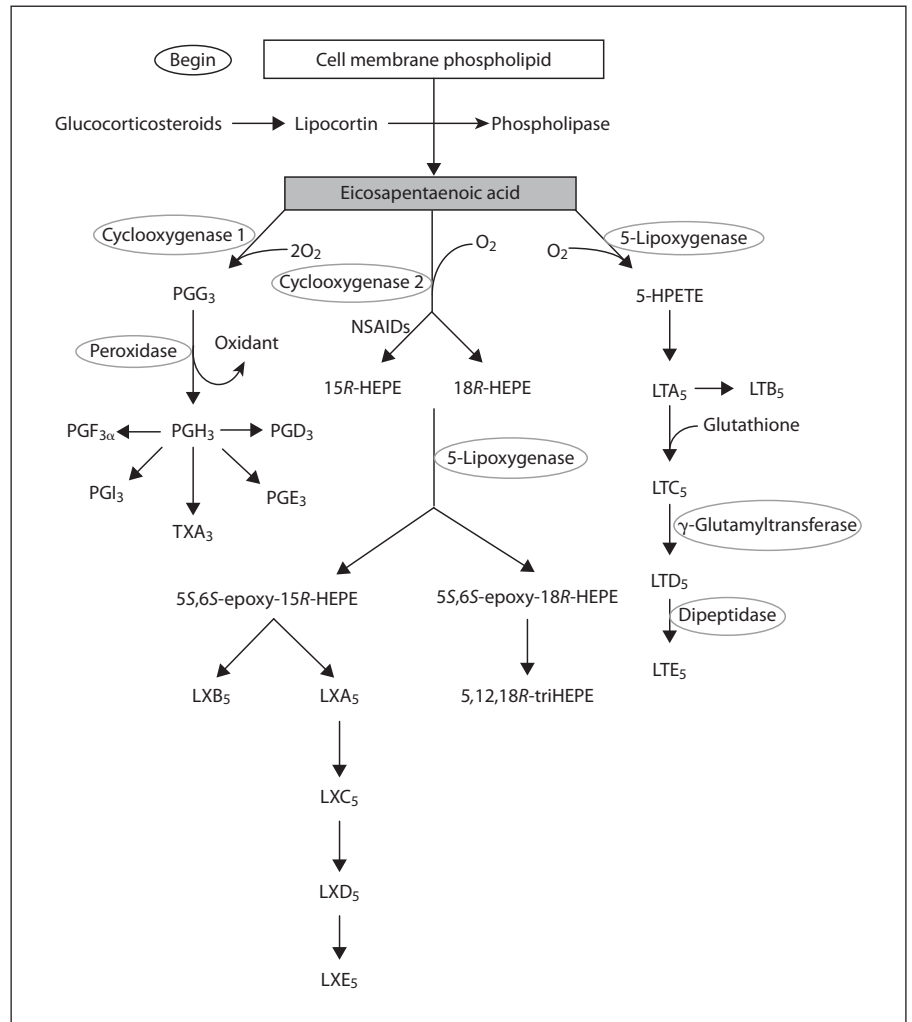 Begin
Cell membrane phospholipid
Glucocorticosteroids
Lipocortin
Phospholipase
Eicosapentaenoic acid
Cyclooxygenase 1
2O₂
Cyclooxygenase 2
O₂
O₂
5-Lipoxygenase
PGG₃
5-HPETE
NSAIDs
Peroxidase
Oxidant
15R-HEPE
18R-HEPE
LTA₅
LTB₅
Glutathione
PGF₃α
PGH₃
PGD₃
5-Lipoxygenase
PGI₃
PGE₃
LTC₅
TXA₃
γ-Glutamyltransferase
LTD₅
5S,6S-epoxy-15R-HEPE
5S,6S-epoxy-18R-HEPE
Dipeptidase
LTE₅
LXB₅
LXA₅
5,12,18R-triHEPE
LXC₅
LXD₅
LXE₅